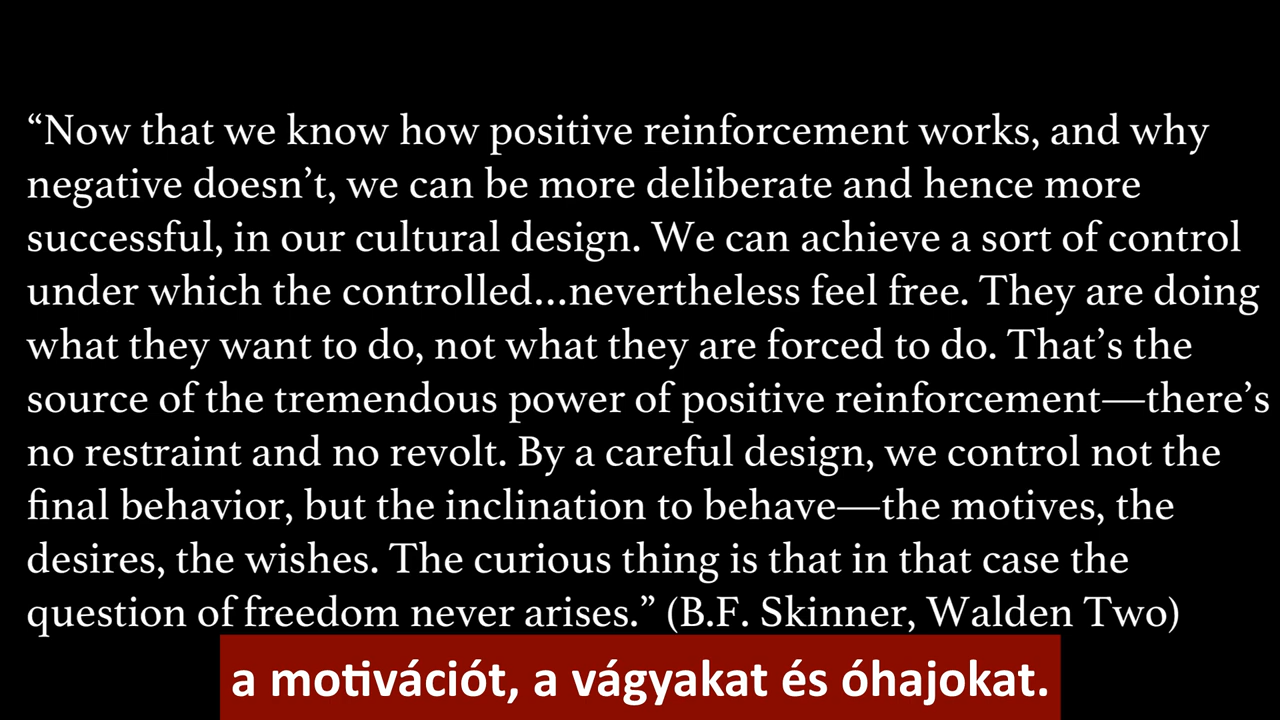 “Now that we know how positive reinforcement works, and why
negative doesn’t, we can be more deliberate and hence more
successful, in our cultural design. We can achieve a sort of control
under which the controlled...nevertheless feel free. They are doing
what they want to do, not what they are forced to do. That’s the
source of the tremendous power of positive reinforcement—there’s
no restraint and no revolt. By a careful design, we control not the
final behavior, but the inclination to behave—the motives, the
desires, the wishes. The curious thing is that in that case the
question of freedom never arises.” (B.F. Skinner, Walden Two)
a motivációt, a vágyakat és óhajokat.